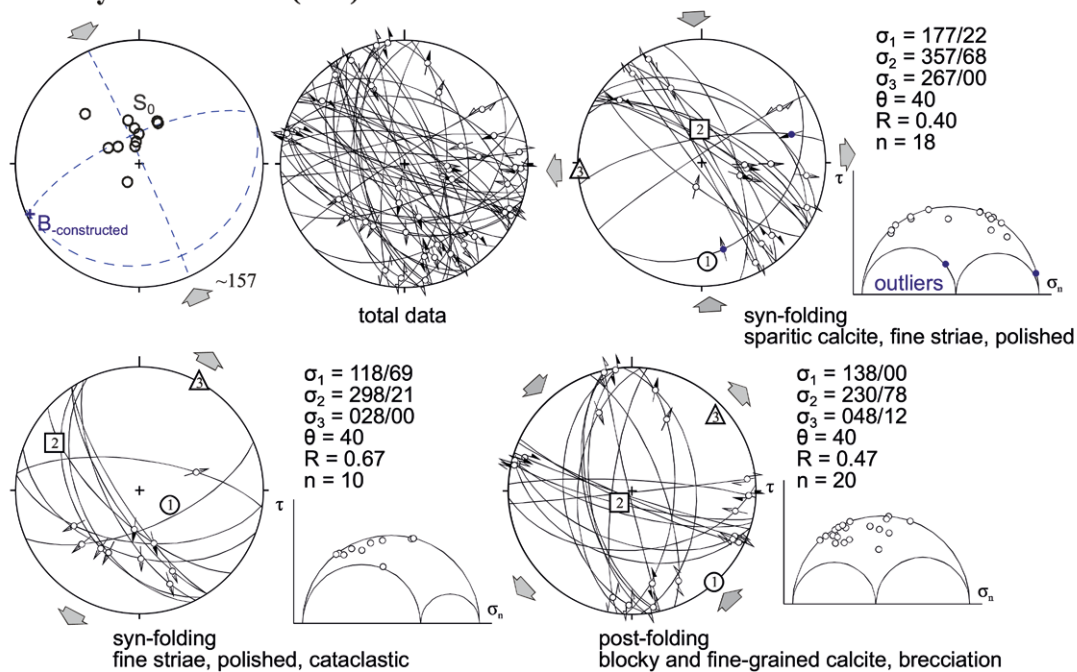 S0
B-constructed
~157
total data
2
3
1
σ1 = 177/22
σ2 = 357/68
σ3 = 267/00
θ = 40
R = 0.40
n = 18
τ
outliers
σn
syn-folding
sparitic calcite, fine striae, polished
3
2
1
σ1 = 118/69
σ2 = 298/21
σ3 = 028/00
θ = 40
R = 0.67
n = 10
τ
σn
syn-folding
fine striae, polished, cataclastic
3
2
1
σ1 = 138/00
σ2 = 230/78
σ3 = 048/12
θ = 40
R = 0.47
n = 20
τ
σn
post-folding
blocky and fine-grained calcite, brecciation